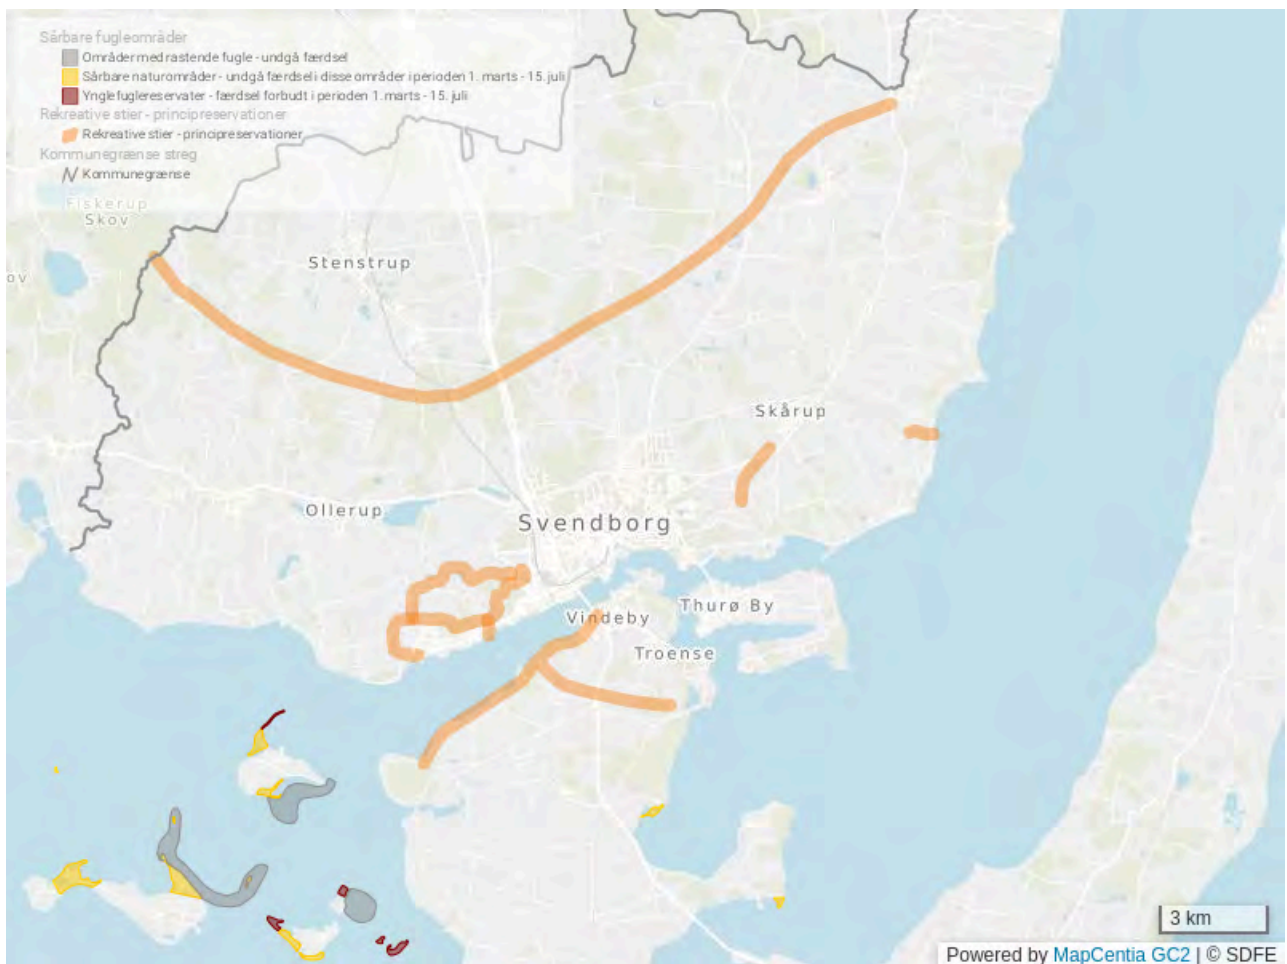 Sårbare fugleområder
Områder med rastende fugle - undgå færdsel
Sårbare naturområder - undgå færdsel i disse områder i perioden 1. marts - 15. juli
Ynglefuglereservater - færdsel forbudt i perioden 1. marts - 15. juli
Rekreative stier - principreservationer
Rekreative stier - principreservationer
Kommunegrænse streg
Kommunegrænse
Fiskerup
Skov
ov
Stenstrup
Skårup
Ollerup
Svendborg
Vindeby
Thurø By
Troense
3 km
Powered by MapCentia GC2 | © SDFE